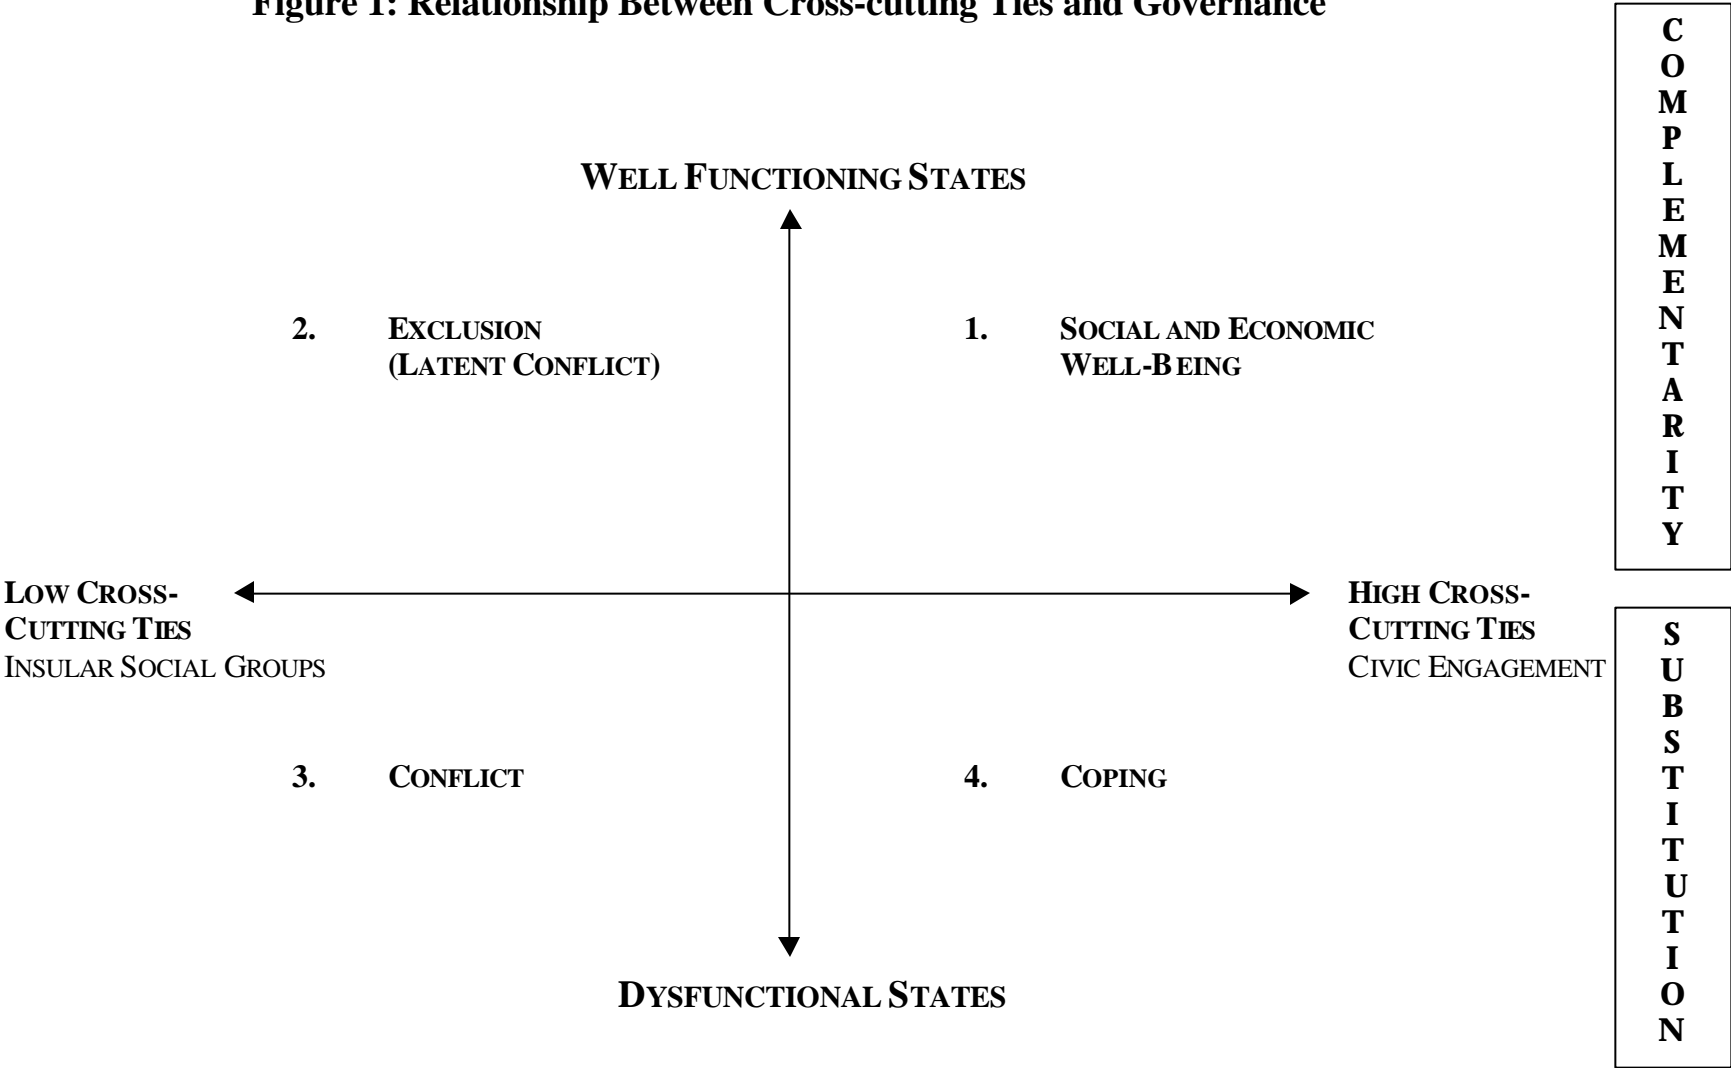 Figure 1: Relationship Between Cross-cutting Ties and Governance
WELL FUNCTIONING STATES
2. EXCLUSION
(LATENT CONFLICT)
1. SOCIAL AND ECONOMIC
WELL-BEING
LOW CROSS-
CUTTING TIES
INSULAR SOCIAL GROUPS
HIGH CROSS-
CUTTING TIES
CIVIC ENGAGEMENT
3. CONFLICT
4. COPING
DYSFUNCTIONAL STATES
COMPLEMENTARITY
SUBSTITUTION